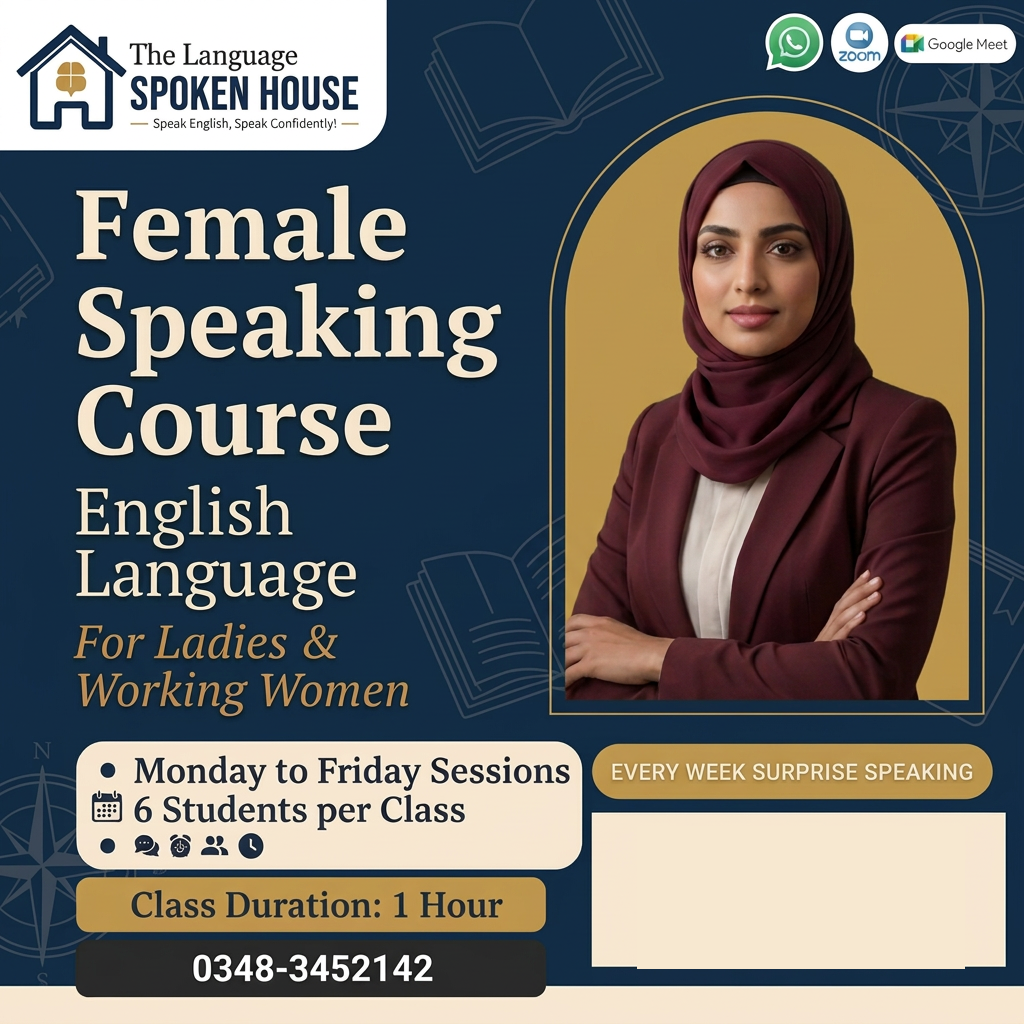 The Language
SPOKEN HOUSE
Speak English, Speak Confidently!
zoom
Google Meet
Female
Speaking
Course
English
Language
For Ladies &
Working Women
Monday to Friday Sessions
6 Students per Class
EVERY WEEK SURPRISE SPEAKING
Class Duration: 1 Hour
0348-3452142
N
S